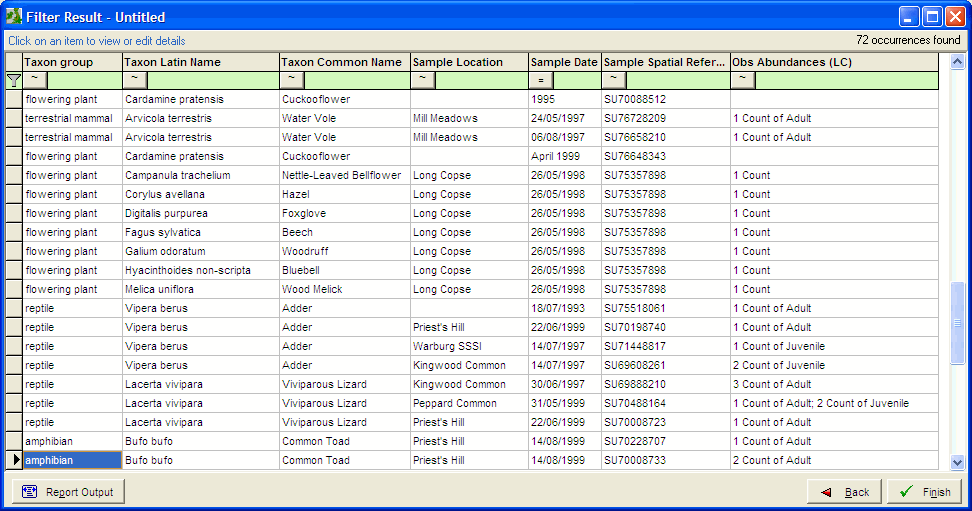 Filter Result - Untitled
Click on an item to view or edit details 72 occurrences found
Taxon group Taxon Latin Name Taxon Common Name Sample Location Sample Date Sample Spatial Refer... Obs Abundances (LC)
~ ~ ~ ~ = ~ ~
flowering plant Cardamine pratensis Cuckooflower 1995 SU70088512
terrestrial mammal Arvicola terrestris Water Vole Mill Meadows 24/05/1997 SU76728209 1 Count of Adult
terrestrial mammal Arvicola terrestris Water Vole Mill Meadows 06/08/1997 SU76658210 1 Count of Adult
flowering plant Cardamine pratensis Cuckooflower April 1999 SU76648343
flowering plant Campanula trachelium Nettle-Leaved Bellflower Long Copse 26/05/1998 SU75357898 1 Count
flowering plant Corylus avellana Hazel Long Copse 26/05/1998 SU75357898 1 Count
flowering plant Digitalis purpurea Foxglove Long Copse 26/05/1998 SU75357898 1 Count
flowering plant Fagus sylvatica Beech Long Copse 26/05/1998 SU75357898 1 Count
flowering plant Galium odoratum Woodruff Long Copse 26/05/1998 SU75357898 1 Count
flowering plant Hyacinthoides non-scripta Bluebell Long Copse 26/05/1998 SU75357898 1 Count
flowering plant Melica uniflora Wood Melick Long Copse 26/05/1998 SU75357898 1 Count
reptile Vipera berus Adder 18/07/1993 SU75518061 1 Count of Adult
reptile Vipera berus Adder Priest's Hill 22/06/1999 SU70198740 1 Count of Adult
reptile Vipera berus Adder Warburg SSSI 14/07/1997 SU71448817 1 Count of Juvenile
reptile Vipera berus Adder Kingwood Common 14/07/1997 SU69608261 2 Count of Juvenile
reptile Lacerta vivipara Viviparous Lizard Kingwood Common 30/06/1997 SU69888210 3 Count of Adult
reptile Lacerta vivipara Viviparous Lizard Peppard Common 31/05/1999 SU70488164 1 Count of Adult; 2 Count of Juvenile
reptile Lacerta vivipara Viviparous Lizard Priest's Hill 22/06/1999 SU70008723 1 Count of Adult
amphibian Bufo bufo Common Toad Priest's Hill 14/08/1999 SU70228707 1 Count of Adult
amphibian Bufo bufo Common Toad Priest's Hill 14/08/1999 SU70008733 2 Count of Adult
Report Output Back Finish